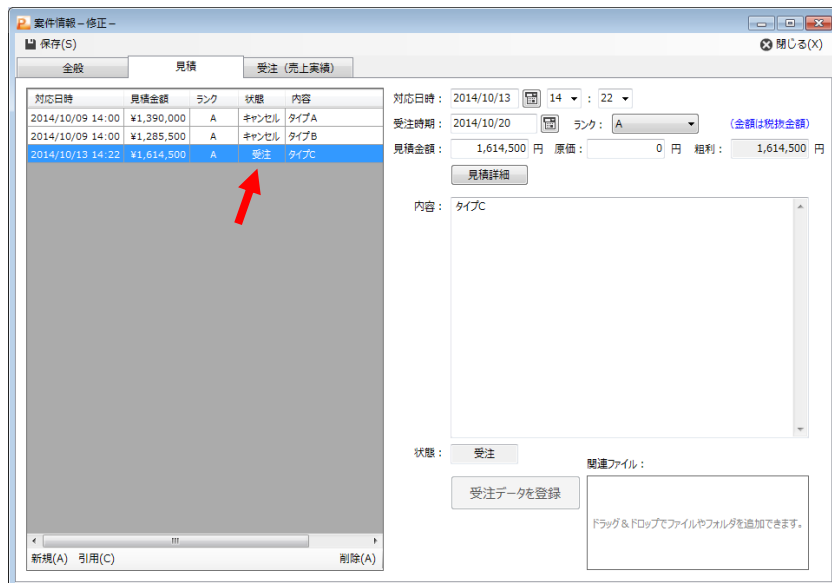 案件情報－修正－
保存(S) 閉じる(X)
全般 見積 受注（売上実績）
対応日時 見積金額 ランク 状態 内容
2014/10/09 14:00 ¥1,390,000 A キャンセル タイプA
2014/10/09 14:00 ¥1,285,500 A キャンセル タイプB
2014/10/13 14:22 ¥1,614,500 A 受注 タイプC
新規(A) 引用(C) 削除(A)
対応日時： 2014/10/13 14 ： 22
受注時期： 2014/10/20 ランク： A (金額は税抜金額)
見積金額： 1,614,500 円 原価： 0 円 粗利： 1,614,500 円
見積詳細
内容： タイプC
状態： 受注
関連ファイル：
受注データを登録
ドラッグ＆ドロップでファイルやフォルダを追加できます。